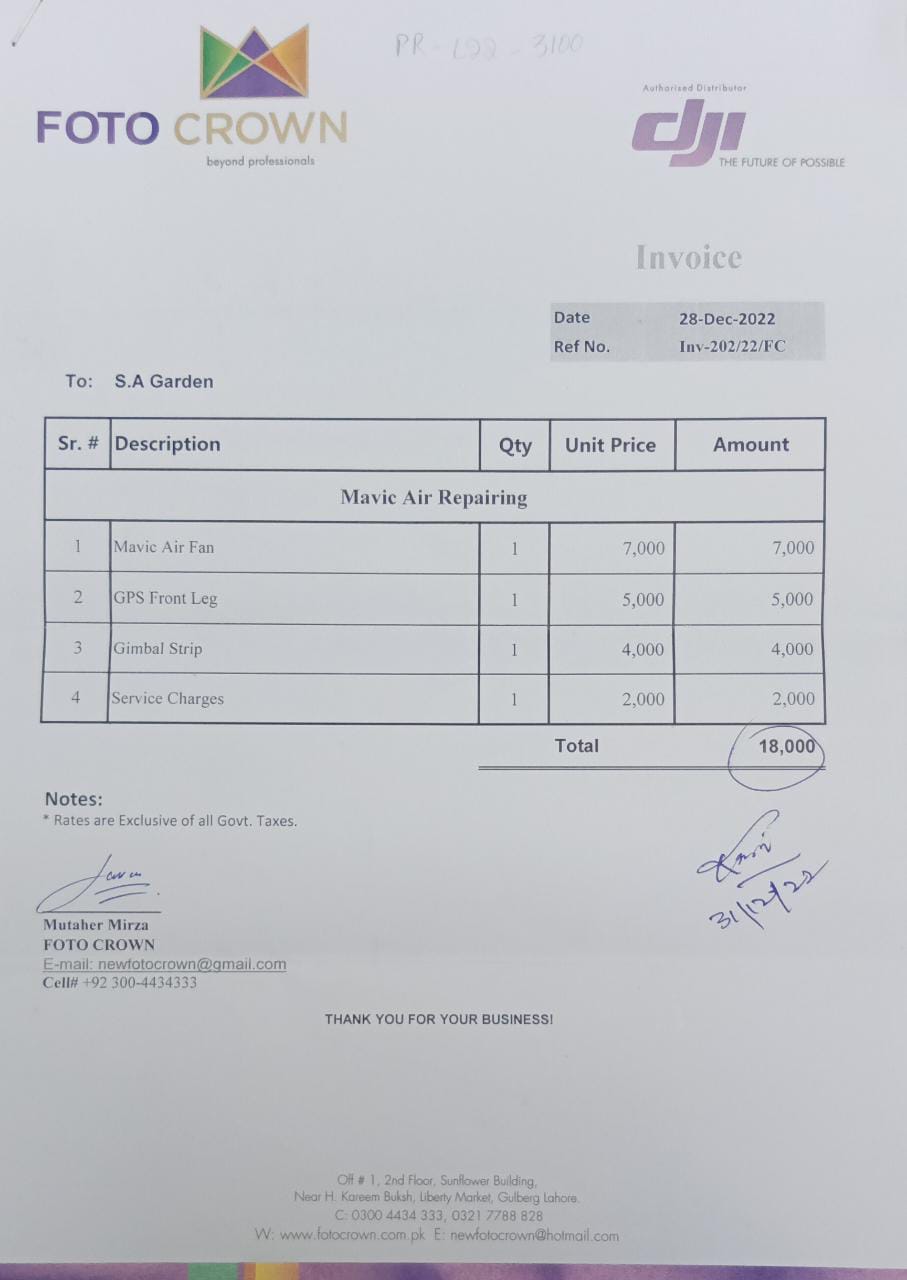 PR - L22 - 3100
FOTO CROWN
beyond professionals
Authorised Distributor
dji
THE FUTURE OF POSSIBLE
Invoice
Date 28-Dec-2022
Ref No. Inv-202/22/FC
To: S.A Garden
Sr. # Description Qty Unit Price Amount
Mavic Air Repairing
1 Mavic Air Fan 1 7,000 7,000
2 GPS Front Leg 1 5,000 5,000
3 Gimbal Strip 1 4,000 4,000
4 Service Charges 1 2,000 2,000
Total 18,000
Notes:
* Rates are Exclusive of all Govt. Taxes.
31/12/22
Mutaher Mirza
FOTO CROWN
E-mail: newfotocrown@gmail.com
Cell# +92 300-4434333
THANK YOU FOR YOUR BUSINESS!
Off # 1, 2nd Floor, Sunflower Building,
Near H. Kareem Buksh, Liberty Market, Gulberg Lahore.
C: 0300 4434 333, 0321 7788 828
W: www.fotocrown.com.pk E: newfotocrown@hotmail.com